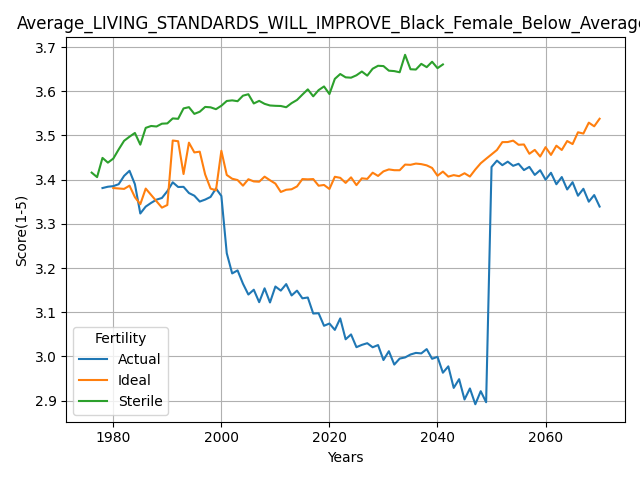 Average_LIVING_STANDARDS_WILL_IMPROVE_Black_Female_Below_Average
3.7
3.6
3.5
3.4
3.3
3.2
3.1
3.0
2.9
Score(1-5)
Fertility
Actual
Ideal
Sterile
1980 2000 2020 2040 2060
Years